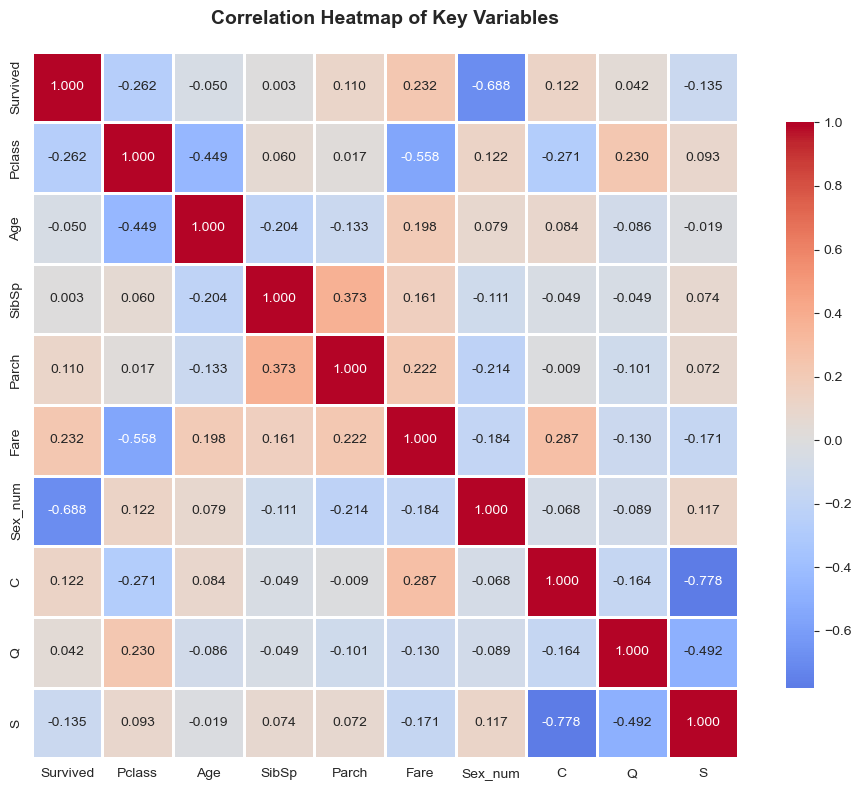 Correlation Heatmap of Key Variables
Survived 1.000 -0.262 -0.050 0.003 0.110 0.232 -0.688 0.122 0.042 -0.135
Pclass -0.262 1.000 -0.449 0.060 0.017 -0.558 0.122 -0.271 0.230 0.093
Age -0.050 -0.449 1.000 -0.204 -0.133 0.198 0.079 0.084 -0.086 -0.019
SibSp 0.003 0.060 -0.204 1.000 0.373 0.161 -0.111 -0.049 -0.049 0.074
Parch 0.110 0.017 -0.133 0.373 1.000 0.222 -0.214 -0.009 -0.101 0.072
Fare 0.232 -0.558 0.198 0.161 0.222 1.000 -0.184 0.287 -0.130 -0.171
Sex_num -0.688 0.122 0.079 -0.111 -0.214 -0.184 1.000 -0.068 -0.089 0.117
C 0.122 -0.271 0.084 -0.049 -0.009 0.287 -0.068 1.000 -0.164 -0.778
Q 0.042 0.230 -0.086 -0.049 -0.101 -0.130 -0.089 -0.164 1.000 -0.492
S -0.135 0.093 -0.019 0.074 0.072 -0.171 0.117 -0.778 -0.492 1.000
Survived Pclass Age SibSp Parch Fare Sex_num C Q S
1.0
0.8
0.6
0.4
0.2
0.0
−0.2
−0.4
−0.6